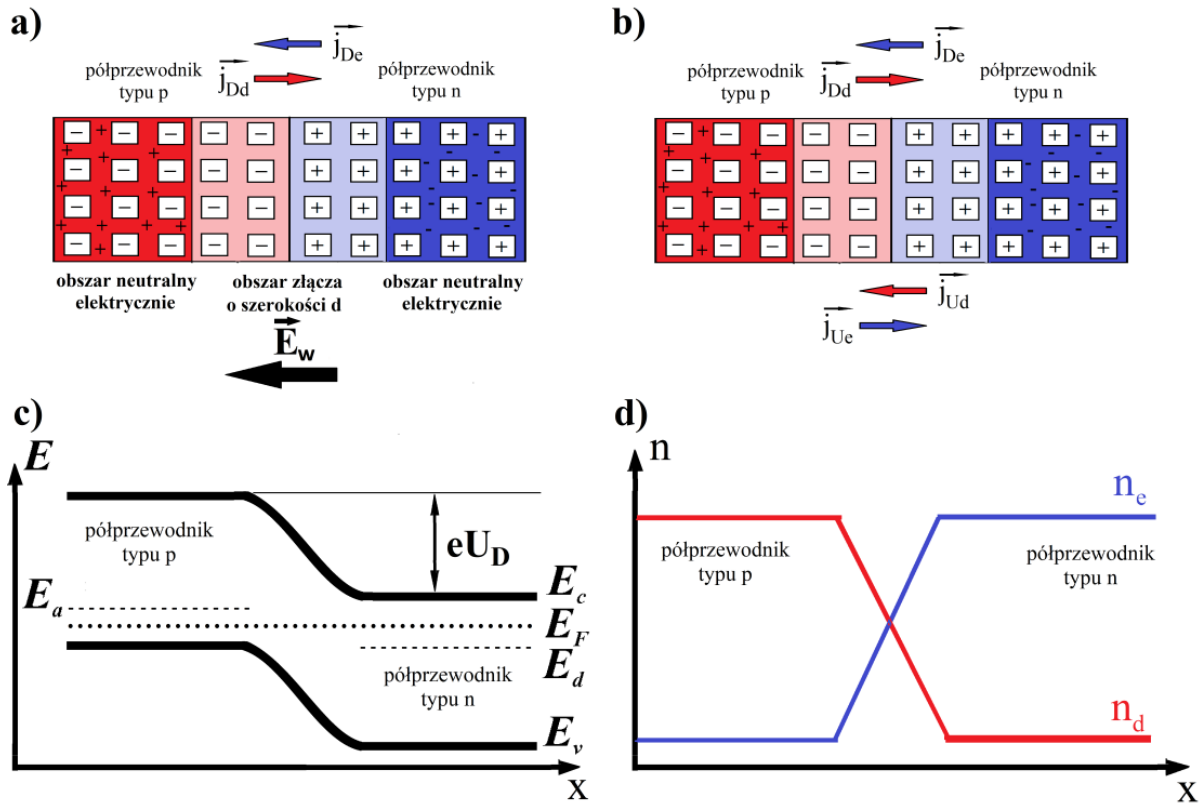 a)
j_De
półprzewodnik
typu p
j_Dd
półprzewodnik
typu n
obszar neutralny
elektrycznie
obszar złącza
o szerokości d
obszar neutralny
elektrycznie
E_w
b)
j_De
półprzewodnik
typu p
j_Dd
półprzewodnik
typu n
j_Ud
j_Ue
c)
E
półprzewodnik
typu p
eU_D
E_a
E_c
E_F
E_d
półprzewodnik
typu n
E_v
x
d)
n
n_e
półprzewodnik
typu p
półprzewodnik
typu n
n_d
x